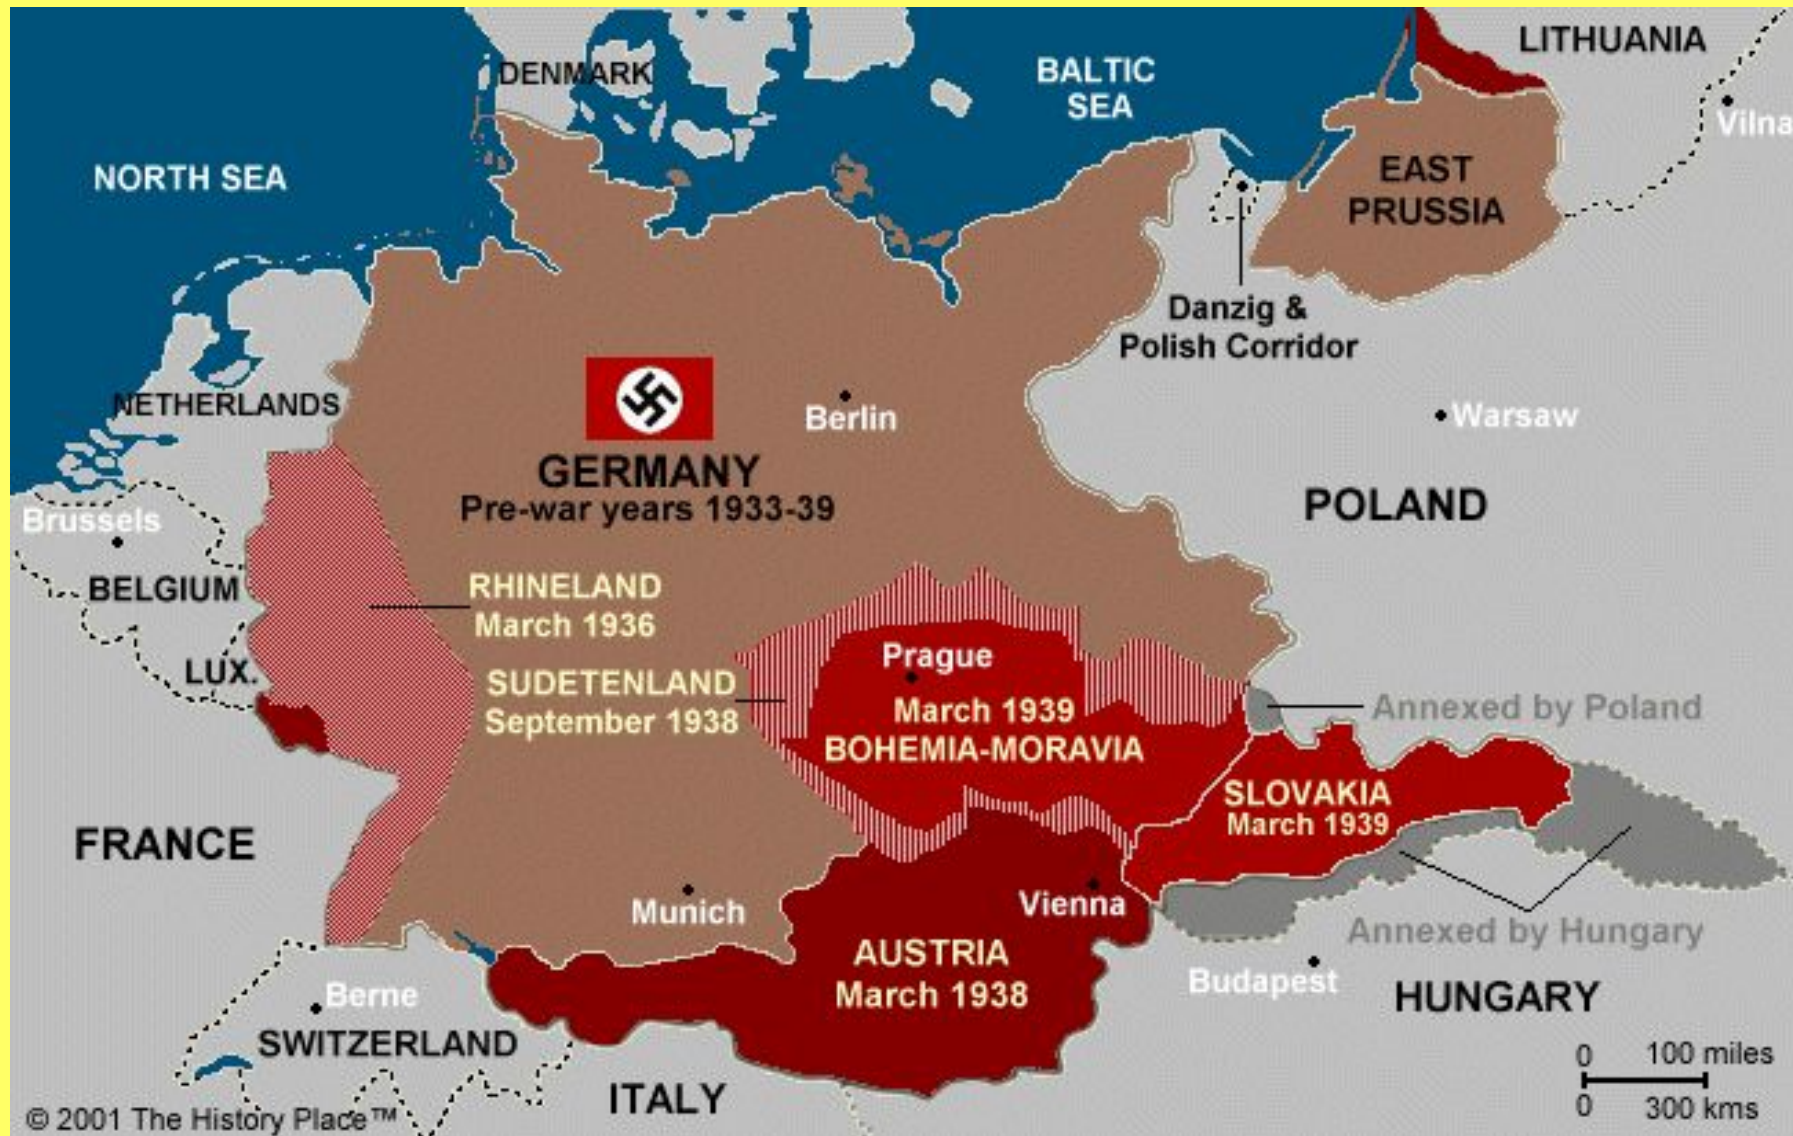 LITHUANIA
DENMARK
BALTIC
SEA
Vilna
NORTH SEA
EAST
PRUSSIA
Danzig &
Polish Corridor
NETHERLANDS
Berlin
Warsaw
GERMANY
Pre-war years 1933-39
POLAND
Brussels
BELGIUM
RHINELAND
March 1936
LUX.
SUDETENLAND
September 1938
Prague
March 1939
BOHEMIA-MORAVIA
Annexed by Poland
SLOVAKIA
March 1939
FRANCE
Munich
Vienna
Annexed by Hungary
AUSTRIA
March 1938
Budapest
HUNGARY
Berne
SWITZERLAND
ITALY
0 100 miles
0 300 kms
© 2001 The History Place™